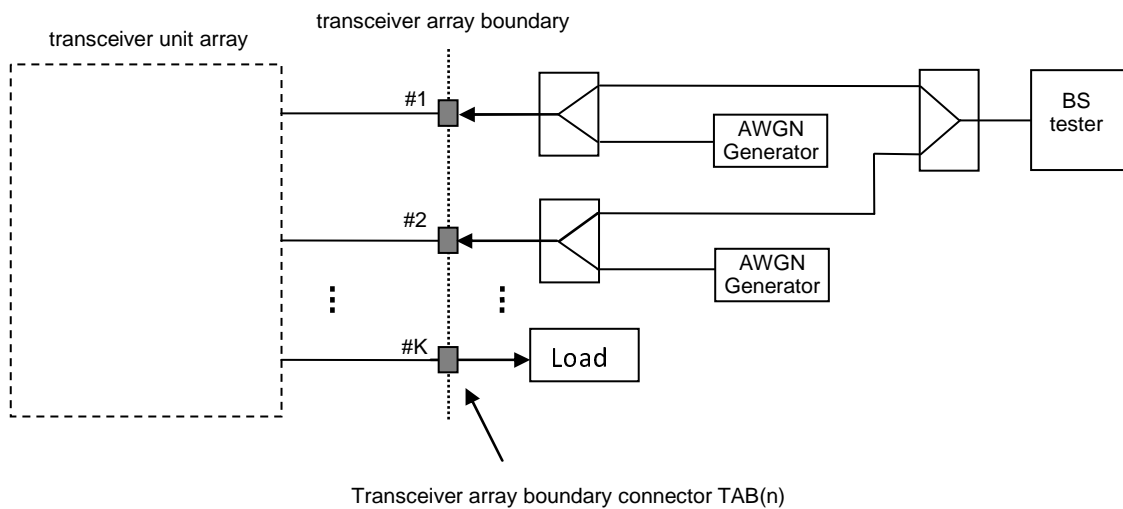 transceiver array boundary
transceiver unit array
#1
BS
tester
AWGN
Generator
#2
AWGN
Generator
#K
Load
Transceiver array boundary connector TAB(n)